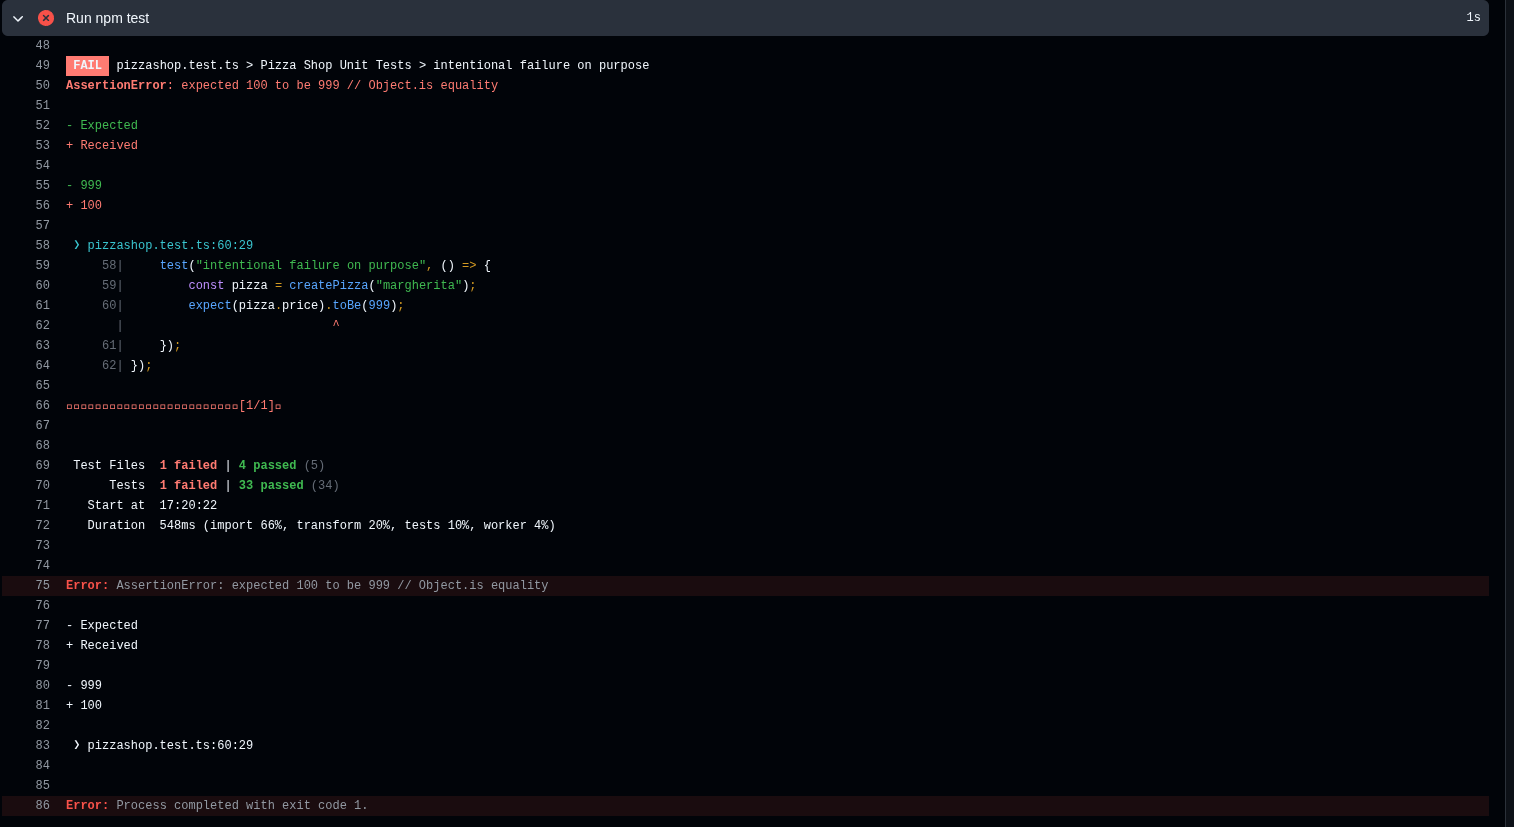 Run npm test 1s
48
49 FAIL pizzashop.test.ts > Pizza Shop Unit Tests > intentional failure on purpose
50 AssertionError: expected 100 to be 999 // Object.is equality
51
52 - Expected
53 + Received
54
55 - 999
56 + 100
57
58 ❯ pizzashop.test.ts:60:29
59 58| test("intentional failure on purpose", () => {
60 59| const pizza = createPizza("margherita");
61 60| expect(pizza.price).toBe(999);
62 | ^
63 61| });
64 62| });
65
66 ▯▯▯▯▯▯▯▯▯▯▯▯▯▯▯▯▯▯▯▯▯▯▯▯[1/1]▯
67
68
69 Test Files 1 failed | 4 passed (5)
70 Tests 1 failed | 33 passed (34)
71 Start at 17:20:22
72 Duration 548ms (import 66%, transform 20%, tests 10%, worker 4%)
73
74
75 Error: AssertionError: expected 100 to be 999 // Object.is equality
76
77 - Expected
78 + Received
79
80 - 999
81 + 100
82
83 ❯ pizzashop.test.ts:60:29
84
85
86 Error: Process completed with exit code 1.